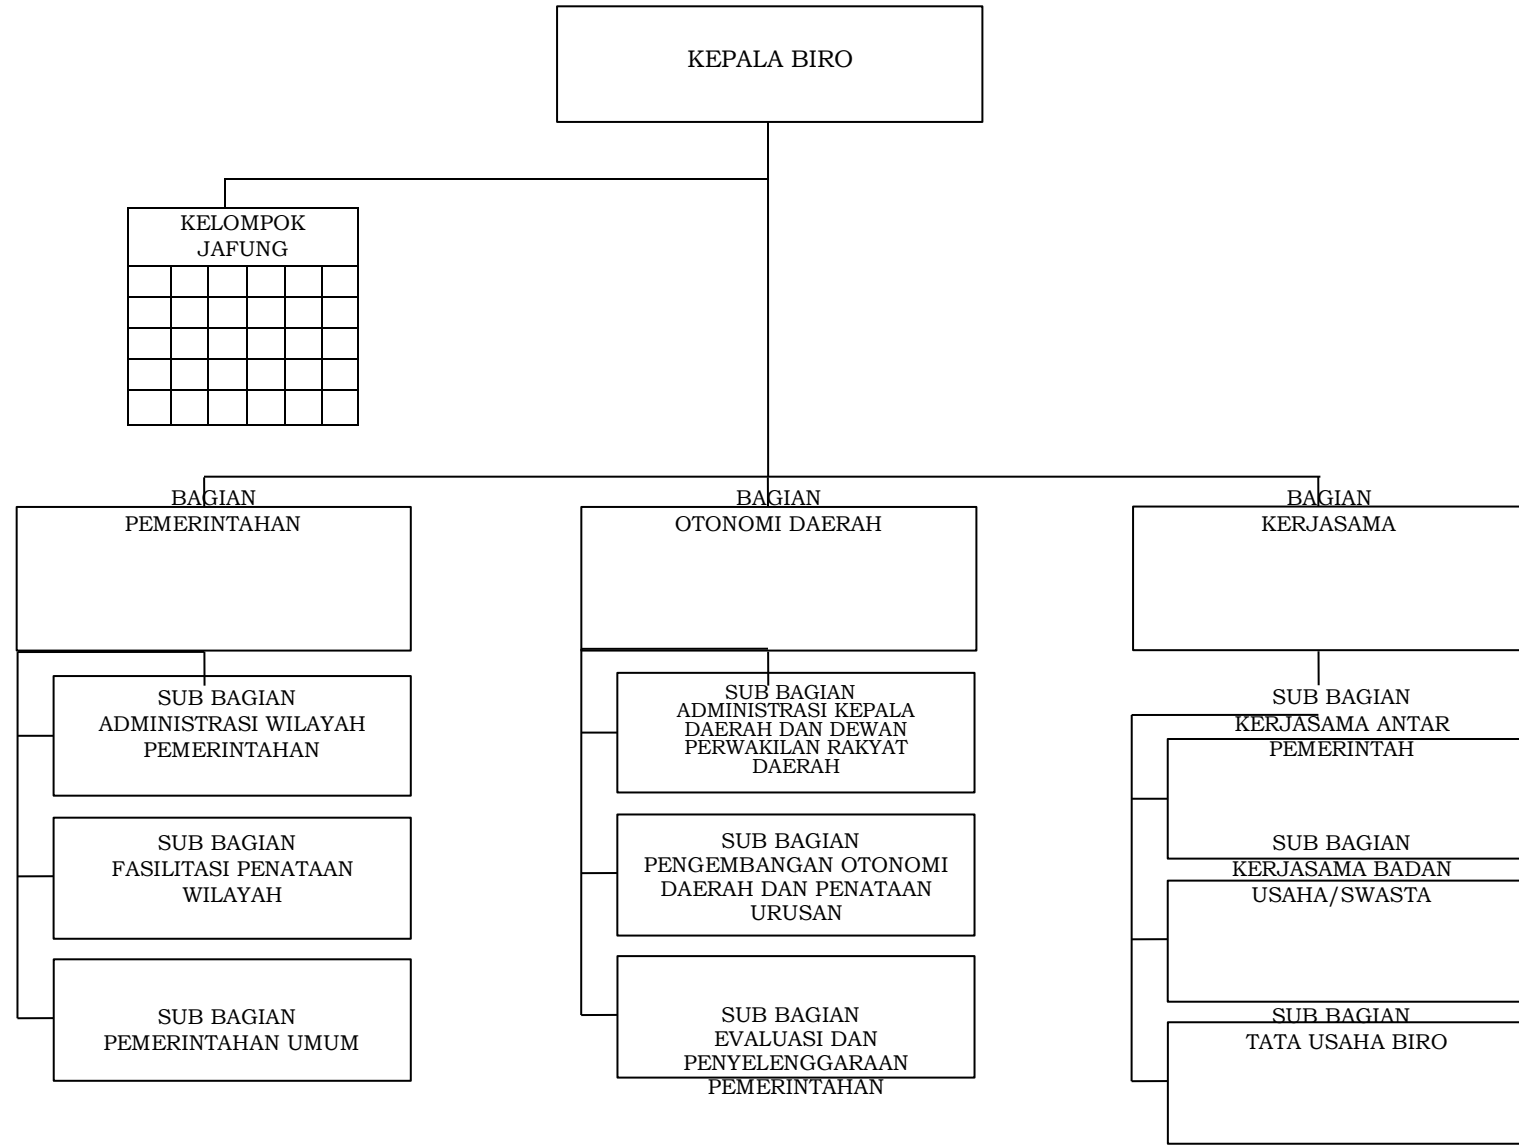 KEPALA BIRO
KELOMPOK
JAFUNG
BAGIAN
PEMERINTAHAN
BAGIAN
OTONOMI DAERAH
BAGIAN
KERJASAMA
SUB BAGIAN
ADMINISTRASI WILAYAH
PEMERINTAHAN
SUB BAGIAN
FASILITASI PENATAAN
WILAYAH
SUB BAGIAN
PEMERINTAHAN UMUM
SUB BAGIAN
ADMINISTRASI KEPALA
DAERAH DAN DEWAN
PERWAKILAN RAKYAT
DAERAH
SUB BAGIAN
PENGEMBANGAN OTONOMI
DAERAH DAN PENATAAN
URUSAN
SUB BAGIAN
EVALUASI DAN
PENYELENGGARAAN
PEMERINTAHAN
SUB BAGIAN
KERJASAMA ANTAR
PEMERINTAH
SUB BAGIAN
KERJASAMA BADAN
USAHA/SWASTA
SUB BAGIAN
TATA USAHA BIRO